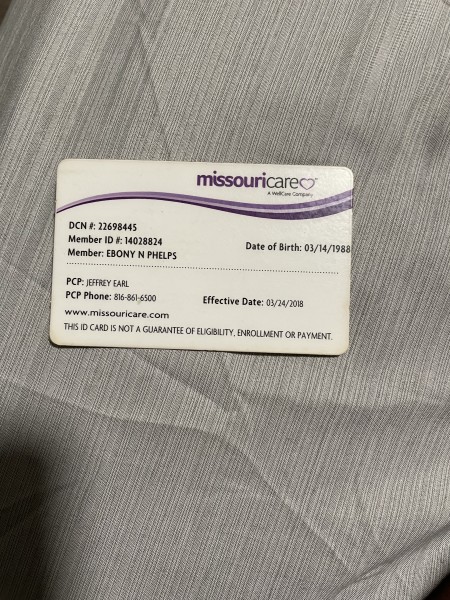 missouricare
A WellCare Company
DCN #: 22698445
Member ID #: 14028824
Date of Birth: 03/14/1988
Member: EBONY N PHELPS
PCP: JEFFREY EARL
PCP Phone: 816-861-6500
Effective Date: 03/24/2018
www.missouricare.com
THIS ID CARD IS NOT A GUARANTEE OF ELIGIBILITY, ENROLLMENT OR PAYMENT.